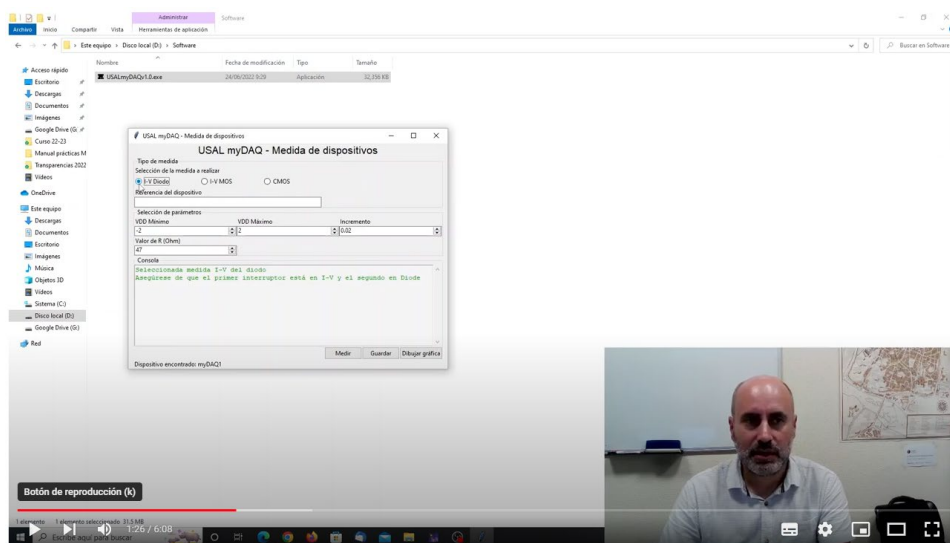 Administrar
Software
Archivo Inicio Compartir Vista Herramientas de aplicación
Este equipo > Disco local (D:) > Software
Buscar en Software
Nombre Fecha de modificación Tipo Tamaño
USALmyDAQv1.0.exe 24/06/2022 9:29 Aplicación 32,356 KB
Acceso rápido
Escritorio
Descargas
Documentos
Imágenes
Google Drive (G:
Curso 22-23
Manual prácticas M
Transparencias 2022
Vídeos
OneDrive
Este equipo
Descargas
Documentos
Escritorio
Imágenes
Música
Objetos 3D
Vídeos
Sistema (C:)
Disco local (D:)
Google Drive (G:)
Red
USAL myDAQ - Medida de dispositivos
USAL myDAQ - Medida de dispositivos
Tipo de medida
Selección de la medida a realizar
I-V Diodo I-V MOS CMOS
Referencia del dispositivo
Selección de parámetros
VDD Mínimo VDD Máximo Incremento
-2 2 0.02
Valor de R (Ohm)
47
Consola
Seleccionada medida I-V del diodo
Asegúrese de que el primer interruptor está en I-V y el segundo en Diode
Medir Guardar Dibujar gráfica
Dispositivo encontrado: myDAQ1
Botón de reproducción (k)
1 elemento 1 elemento seleccionado 31,5 MB
1:26 / 6:08
Escribe aquí para buscar